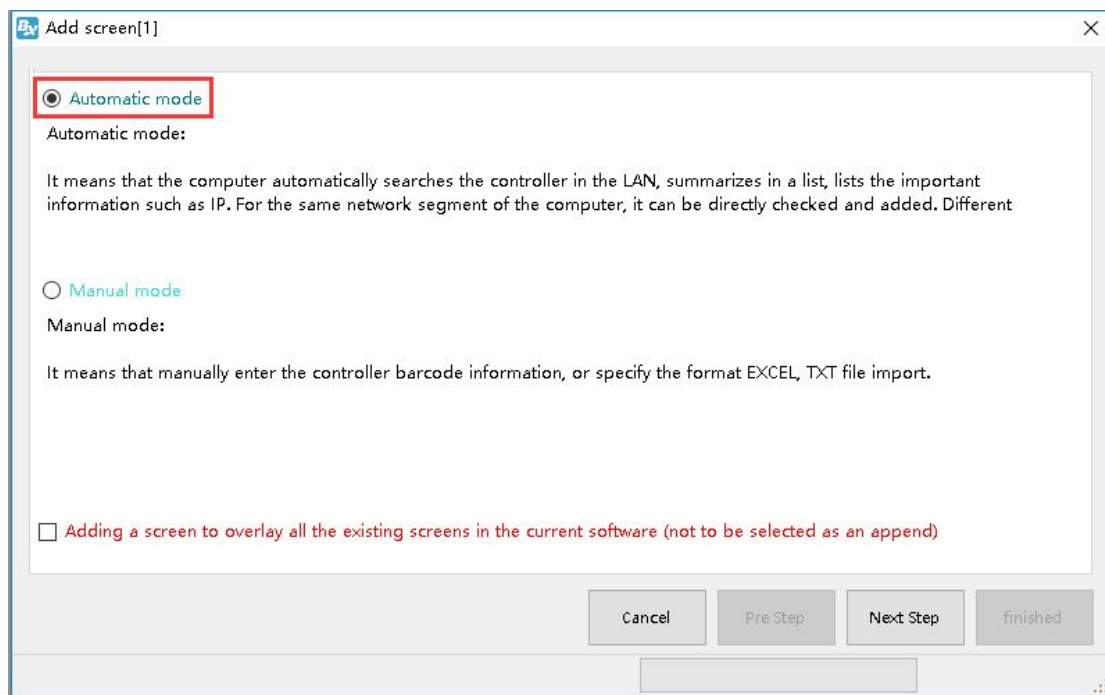 BX Add screen[1]
Automatic mode
Automatic mode:
It means that the computer automatically searches the controller in the LAN, summarizes in a list, lists the important
information such as IP. For the same network segment of the computer, it can be directly checked and added. Different
Manual mode
Manual mode:
It means that manually enter the controller barcode information, or specify the format EXCEL, TXT file import.
Adding a screen to overlay all the existing screens in the current software (not to be selected as an append)
Cancel Pre Step Next Step finished